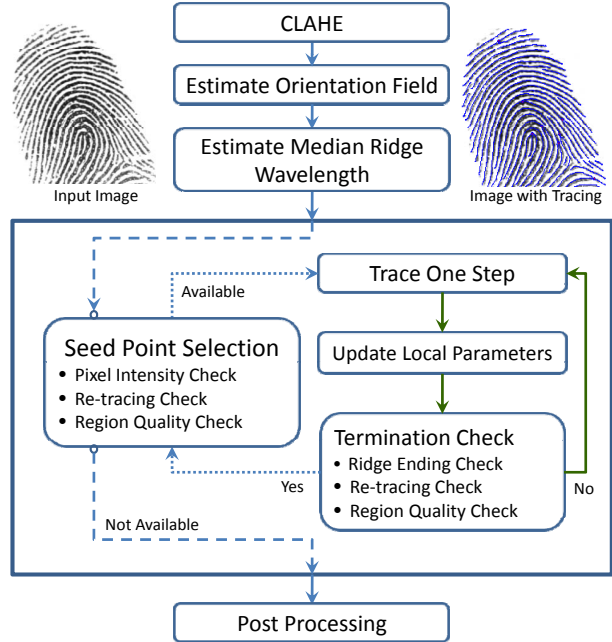 CLAHE
Estimate Orientation Field
Estimate Median Ridge
Wavelength
Input Image
Image with Tracing
Available
Trace One Step
Seed Point Selection
• Pixel Intensity Check
• Re-tracing Check
• Region Quality Check
Update Local Parameters
Termination Check
• Ridge Ending Check
• Re-tracing Check
• Region Quality Check
Yes
No
Not Available
Post Processing